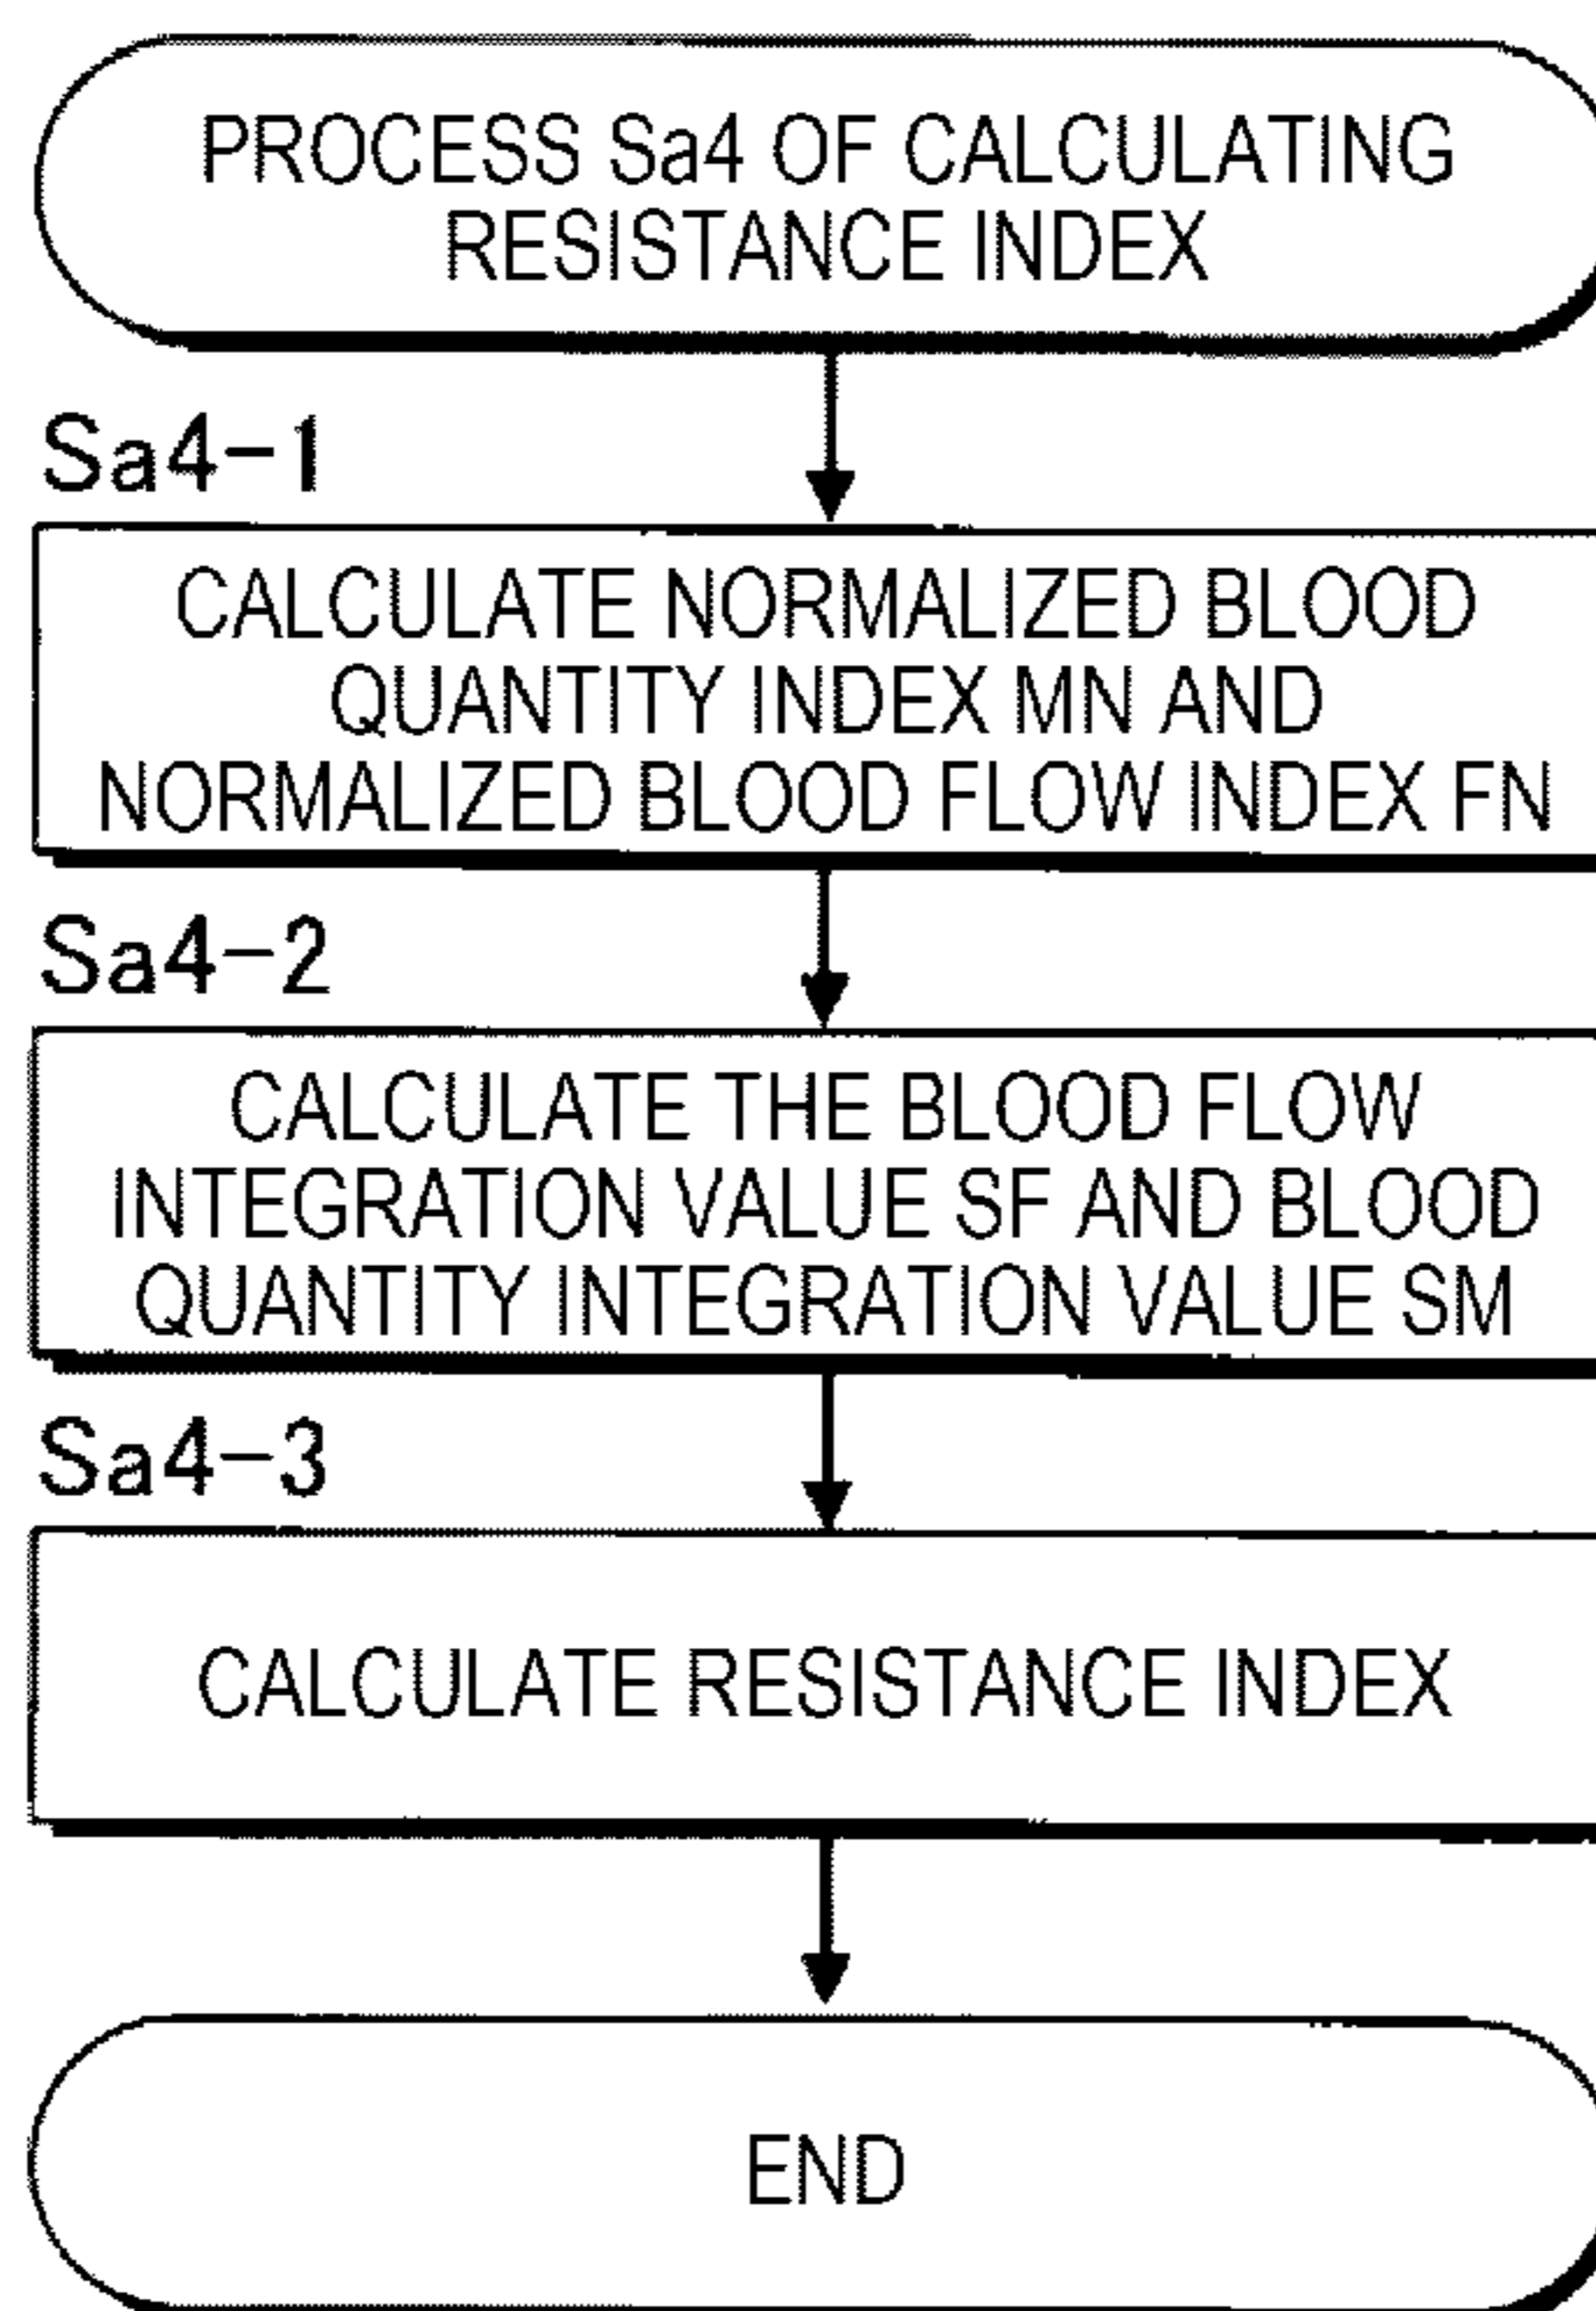 PROCESS Sa4 OF CALCULATING
RESISTANCE INDEX
Sa4-1
CALCULATE NORMALIZED BLOOD
QUANTITY INDEX MN AND
NORMALIZED BLOOD FLOW INDEX FN
Sa4-2
CALCULATE THE BLOOD FLOW
INTEGRATION VALUE SF AND BLOOD
QUANTITY INTEGRATION VALUE SM
Sa4-3
CALCULATE RESISTANCE INDEX
END